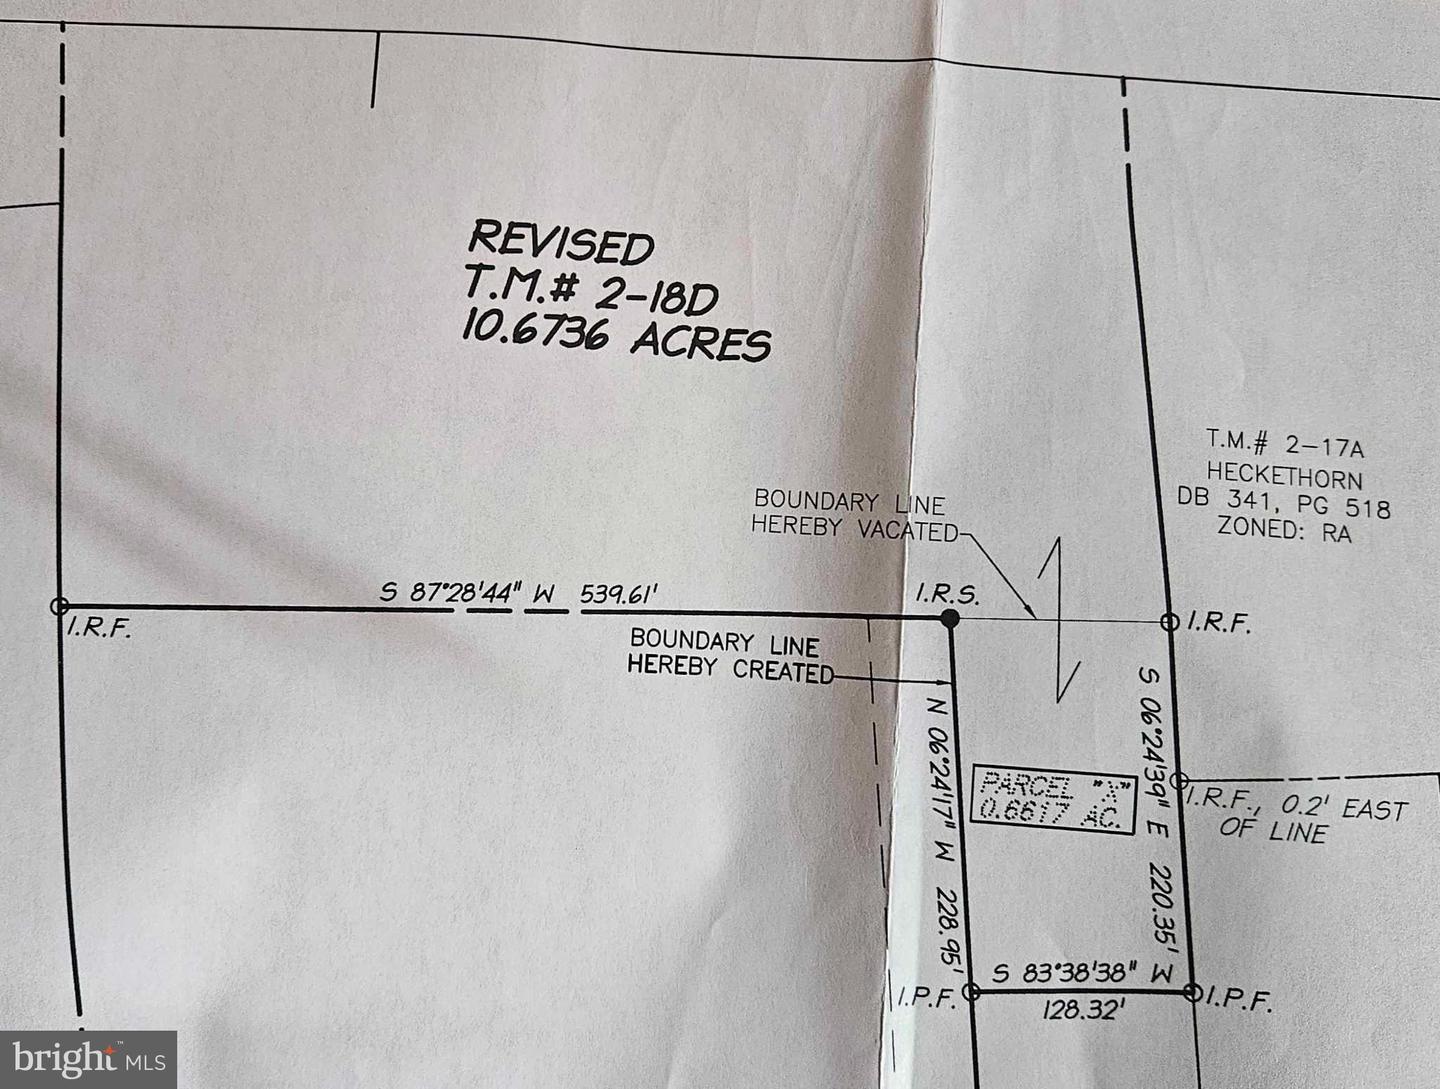 REVISED
T.M.# 2-18D
10.6736 ACRES
T.M.# 2-17A
HECKETHORN
DB 341, PG 518
ZONED: RA
BOUNDARY LINE
HEREBY VACATED
S 87°28'44" W 539.61'
I.R.S.
I.R.F.
I.R.F.
BOUNDARY LINE
HEREBY CREATED
N 06°24'17" W 228.95'
S 06°24'39" E 220.35'
PARCEL "X"
0.6617 AC.
I.R.F., 0.2' EAST
OF LINE
S 83°38'38" W
128.32'
I.P.F.
I.P.F.
bright MLS